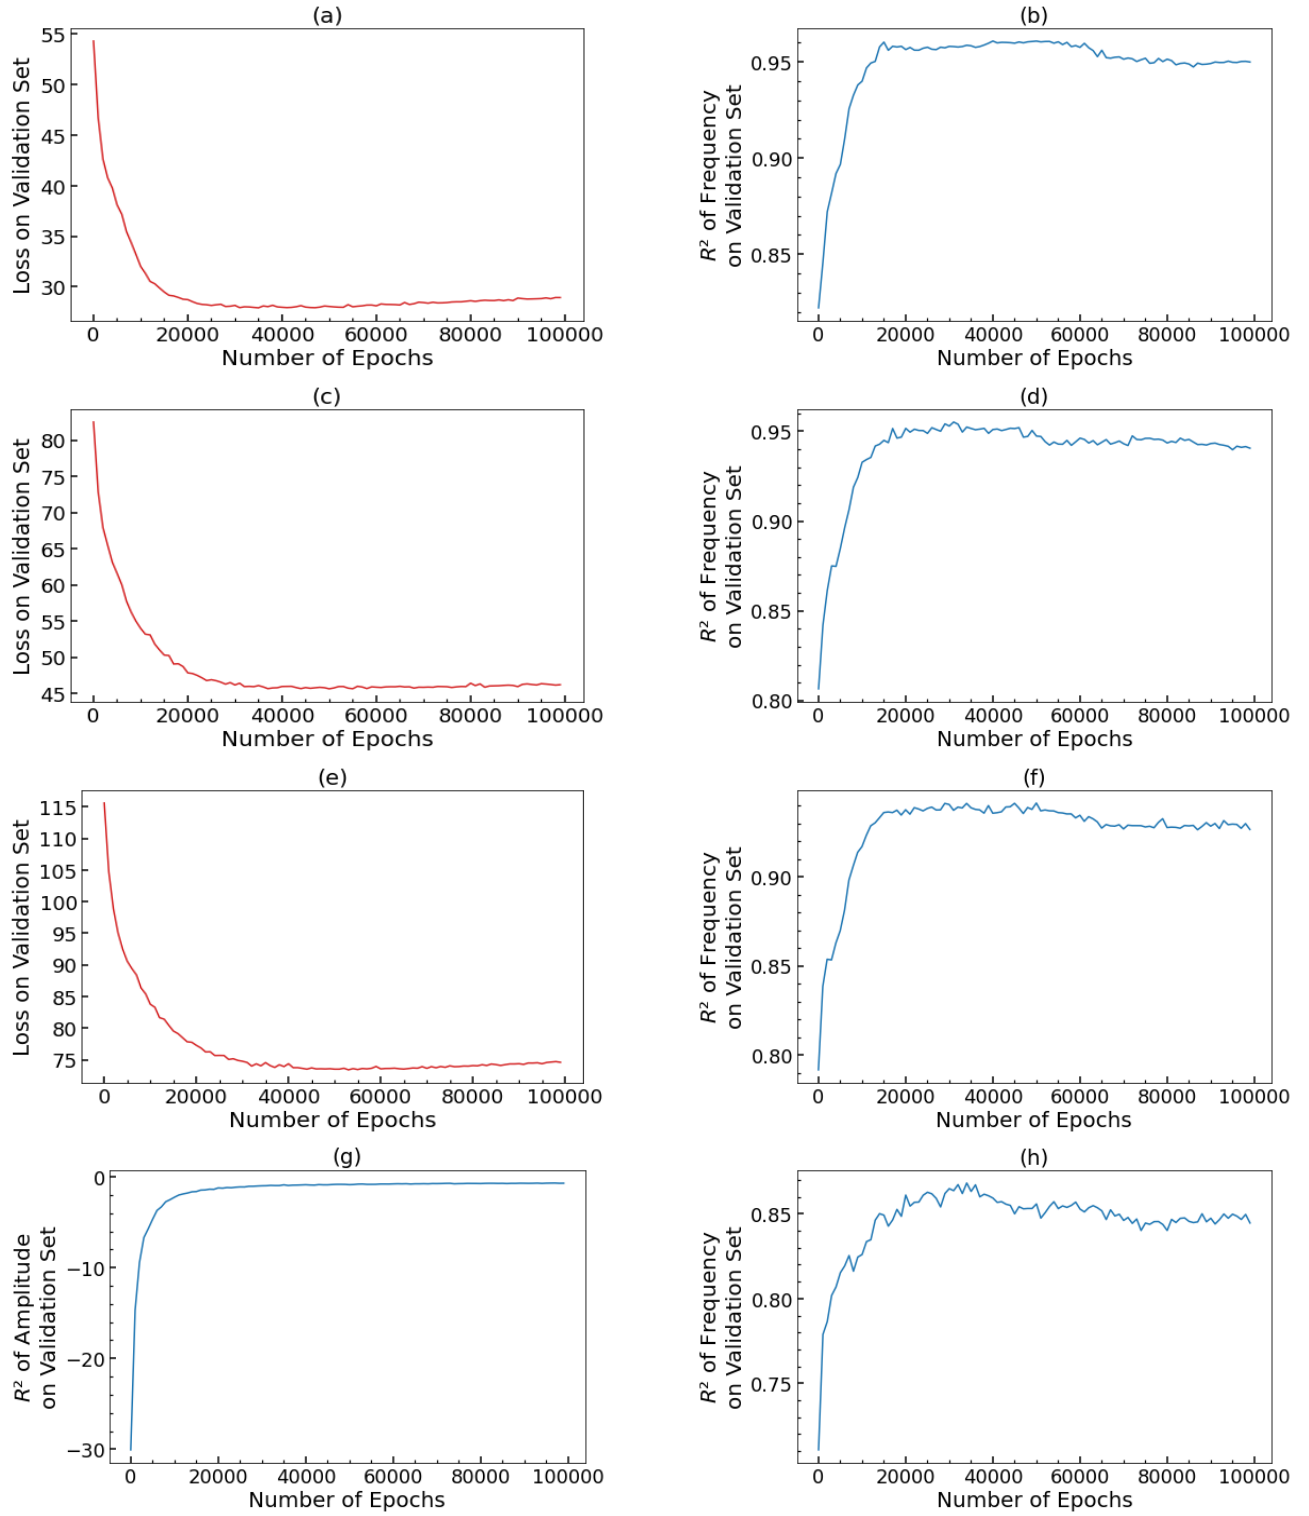 (a)
55
50
45
40
35
30
Loss on Validation Set
0 20000 40000 60000 80000 100000
Number of Epochs
(b)
0.95
0.90
0.85
R² of Frequency
on Validation Set
0 20000 40000 60000 80000 100000
Number of Epochs
(c)
80
75
70
65
60
55
50
45
Loss on Validation Set
0 20000 40000 60000 80000 100000
Number of Epochs
(d)
0.95
0.90
0.85
0.80
R² of Frequency
on Validation Set
0 20000 40000 60000 80000 100000
Number of Epochs
(e)
115
110
105
100
95
90
85
80
75
Loss on Validation Set
0 20000 40000 60000 80000 100000
Number of Epochs
(f)
0.90
0.85
0.80
R² of Frequency
on Validation Set
0 20000 40000 60000 80000 100000
Number of Epochs
(g)
0
−10
−20
−30
R² of Amplitude
on Validation Set
0 20000 40000 60000 80000 100000
Number of Epochs
(h)
0.85
0.80
0.75
R² of Frequency
on Validation Set
0 20000 40000 60000 80000 100000
Number of Epochs